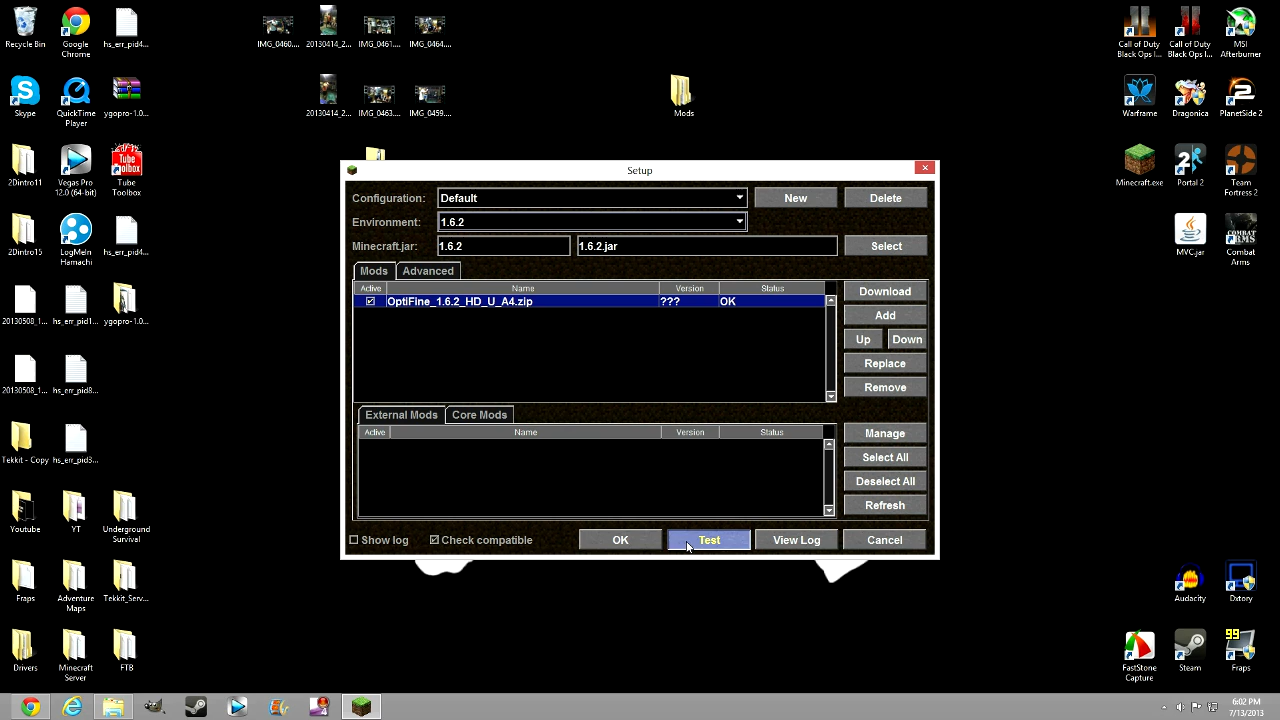 Recycle Bin
Google Chrome
hs_err_pid4...
IMG_0460....
20130414_2...
IMG_0461....
IMG_0464....
Call of Duty Black Ops I...
Call of Duty Black Ops I...
MSI Afterburner
Skype
QuickTime Player
ygopro-1.0...
20130414_2...
IMG_0463....
IMG_0459....
Mods
Warframe
Dragonica
PlanetSide 2
2Dintro11
Vegas Pro 12.0 (64-bit)
Tube Toolbox
Minecraft.exe
Portal 2
Team Fortress 2
Setup
Configuration: Default New Delete
Environment: 1.6.2
Minecraft.jar: 1.6.2 1.6.2.jar Select
Mods Advanced
Active Name Version Status
OptiFine_1.6.2_HD_U_A4.zip ??? OK
Download
Add
Up Down
Replace
Remove
External Mods Core Mods
Active Name Version Status
Manage
Select All
Deselect All
Refresh
Show log Check compatible OK Test View Log Cancel
2Dintro15
LogMeIn Hamachi
hs_err_pid4...
MVC.jar
Combat Arms
20130508_1...
hs_err_pid1...
ygopro-1.0...
20130508_1...
hs_err_pid8...
Tekkit - Copy
hs_err_pid3...
Youtube
YT
Underground Survival
Fraps
Adventure Maps
Tekkit_Serv...
Audacity
Dxtory
Drivers
Minecraft Server
FTB
99
FastStone Capture
Steam
Fraps
6:02 PM
7/13/2013